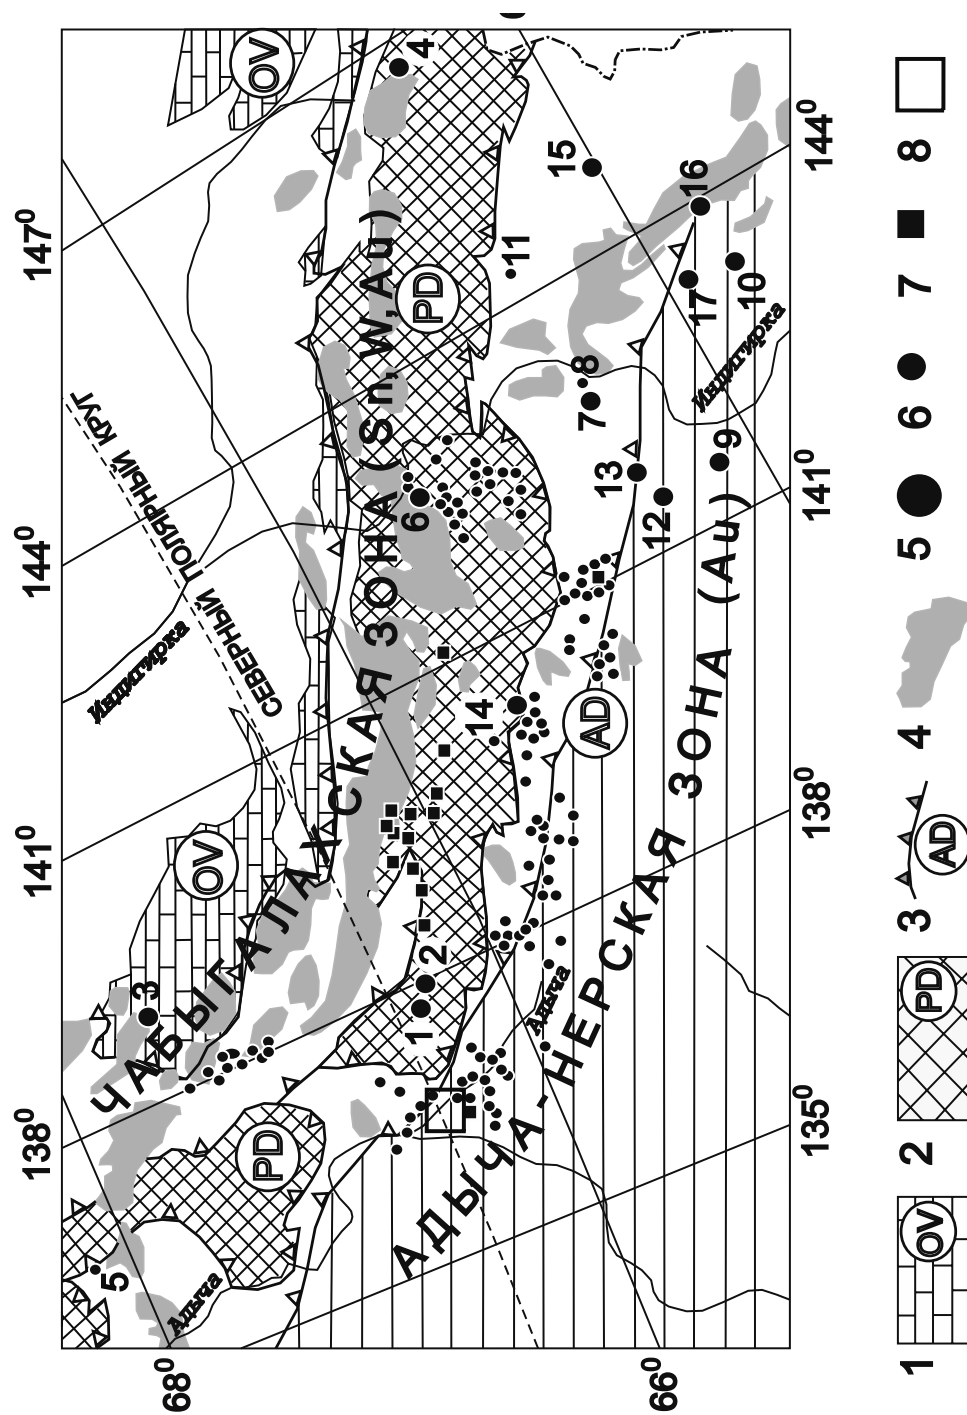 147⁰
144⁰
141⁰
138⁰
144⁰
141⁰
138⁰
135⁰
68⁰
66⁰
СЕВЕРНЫЙ ПОЛЯРНЫЙ КРУГ
ЧАБЫГАЛАХСКАЯ ЗОНА (Sn, W, Au)
АДЫЧА-НЕРСКАЯ ЗОНА (Au)
Индигирка
Индигирка
Адыча
Адыча
OV
OV
PD
PD
AD
1
2
3
4
5
6
7
8
9
10
11
12
13
14
15
16
17
1 OV
2 PD
3 AD
4
5
6
7
8